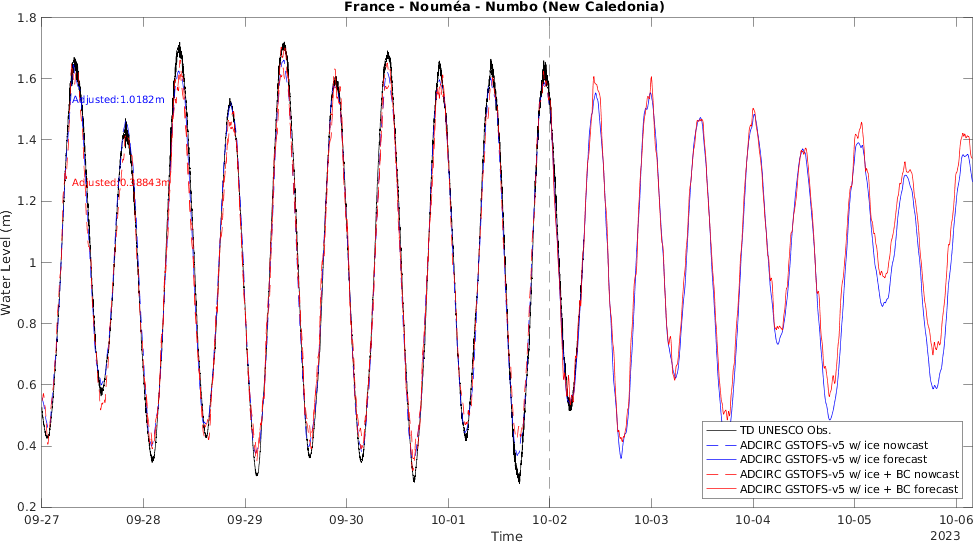 France - Nouméa - Numbo (New Caledonia)
1.8
1.6
1.4
1.2
1
0.8
0.6
0.4
0.2
Water Level (m)
Adjusted:1.0182m
Adjusted:0.38843m
TD UNESCO Obs.
ADCIRC GSTOFS-v5 w/ ice nowcast
ADCIRC GSTOFS-v5 w/ ice forecast
ADCIRC GSTOFS-v5 w/ ice + BC nowcast
ADCIRC GSTOFS-v5 w/ ice + BC forecast
09-27 09-28 09-29 09-30 10-01 10-02 10-03 10-04 10-05 10-06
Time
2023